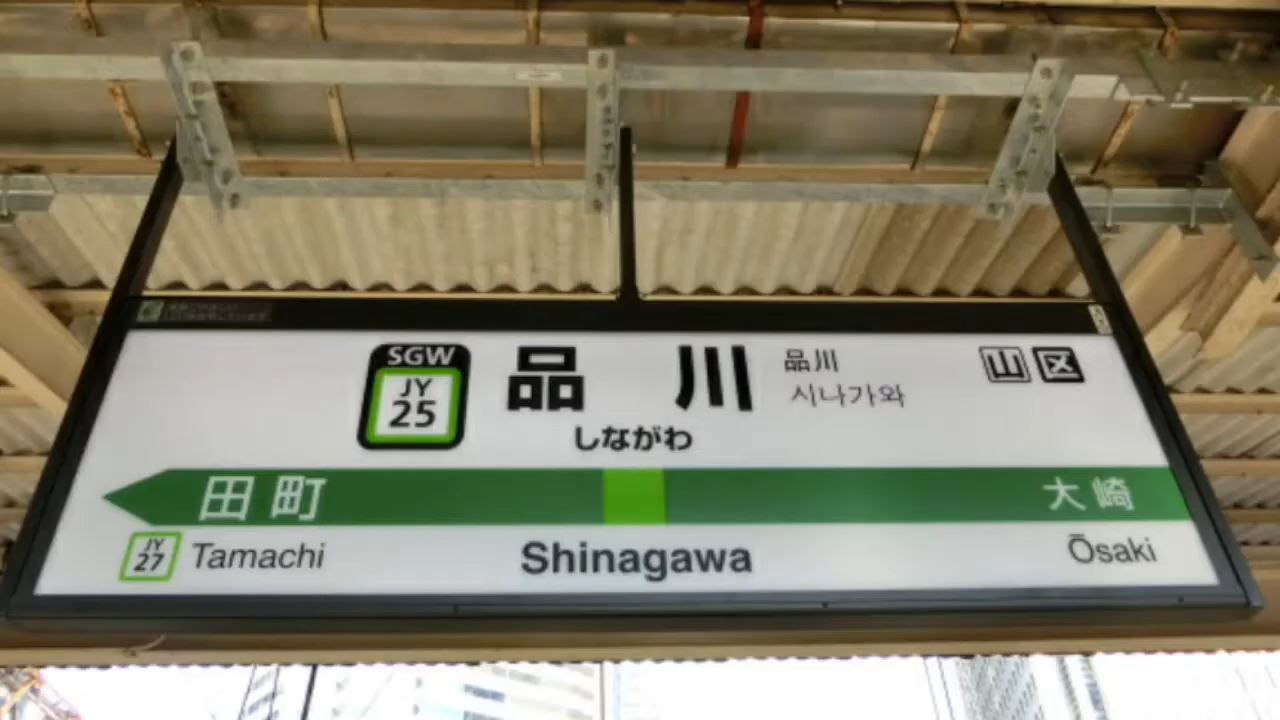 SGW
JY
25
品川
品川
시나가와
山 区
しながわ
田町
大崎
JY
27
Tamachi
Shinagawa
Ōsaki